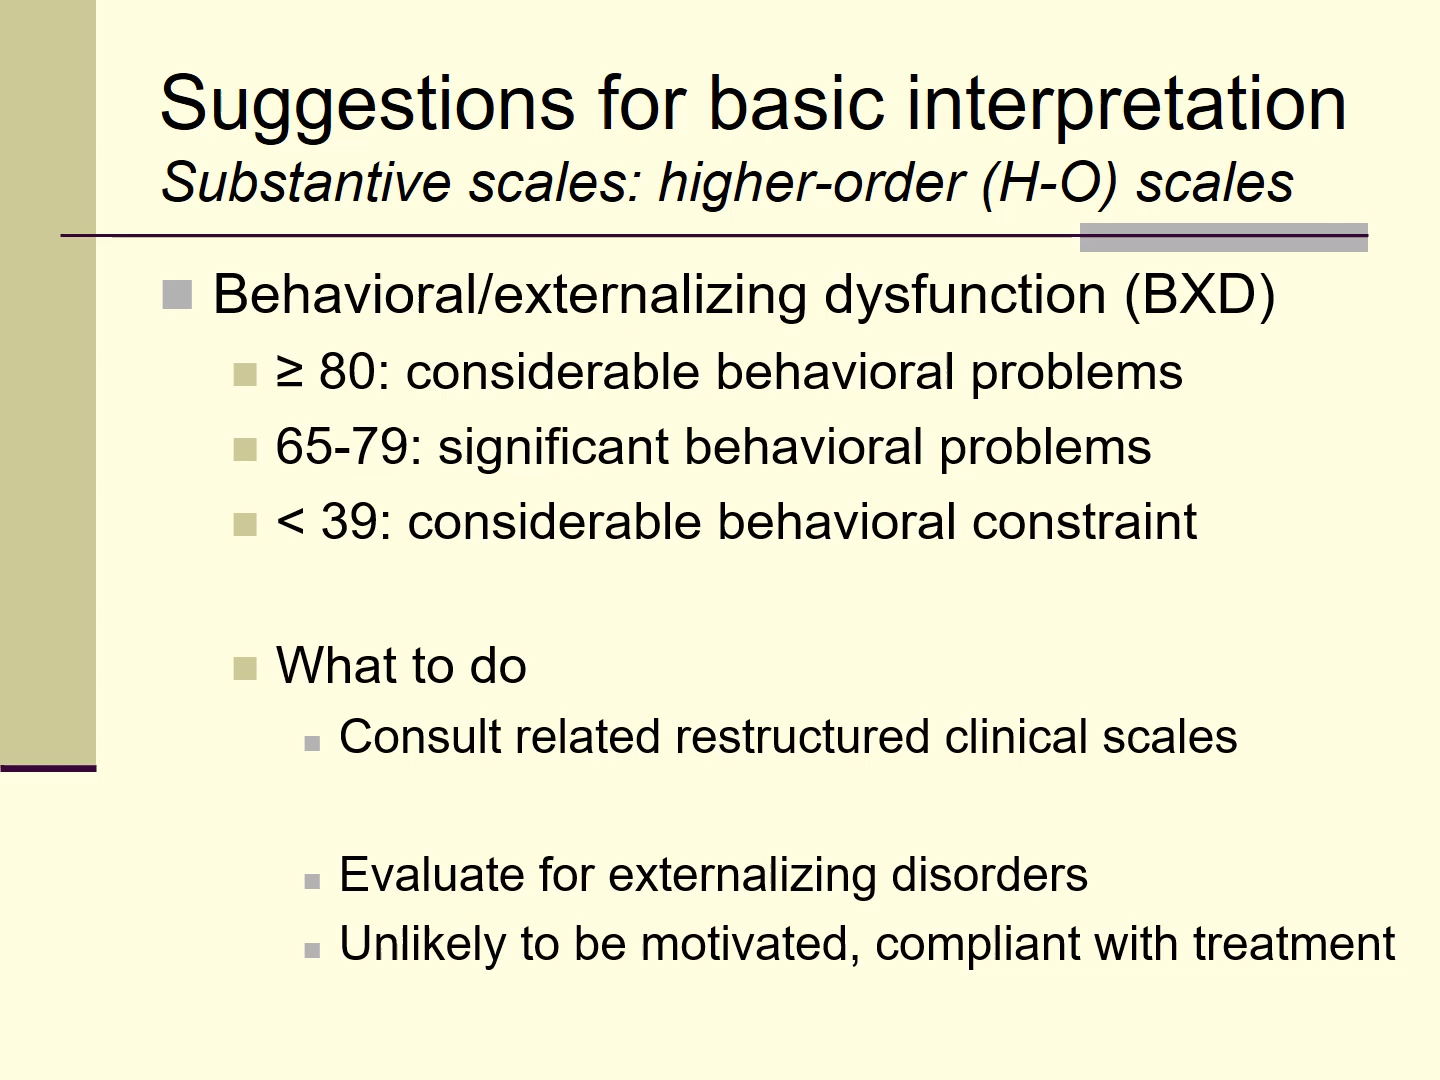 Suggestions for basic interpretation
Substantive scales: higher-order (H-O) scales
Behavioral/externalizing dysfunction (BXD)
≥ 80: considerable behavioral problems
65-79: significant behavioral problems
< 39: considerable behavioral constraint
What to do
Consult related restructured clinical scales
Evaluate for externalizing disorders
Unlikely to be motivated, compliant with treatment